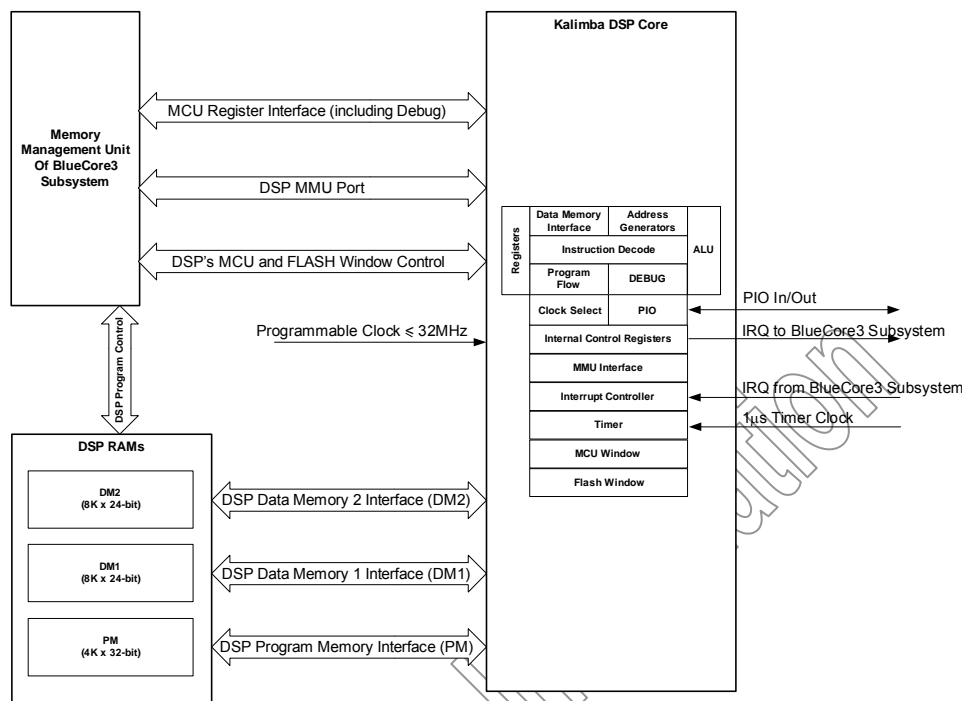 Kalimba DSP Core
Memory
Management Unit
Of BlueCore3
Subsystem
MCU Register Interface (including Debug)
DSP MMU Port
DSP's MCU and FLASH Window Control
Registers
Data Memory
Interface
Address
Generators
Instruction Decode
ALU
Program
Flow
DEBUG
Clock Select
PIO
PIO In/Out
Programmable Clock ⩽ 32MHz
Internal Control Registers
IRQ to BlueCore3 Subsystem
MMU Interface
Interrupt Controller
IRQ from BlueCore3 Subsystem
Timer
1μs Timer Clock
MCU Window
Flash Window
DSP Program Control
DSP RAMs
DM2
(8K x 24-bit)
DSP Data Memory 2 Interface (DM2)
DM1
(8K x 24-bit)
DSP Data Memory 1 Interface (DM1)
PM
(4K x 32-bit)
DSP Program Memory Interface (PM)